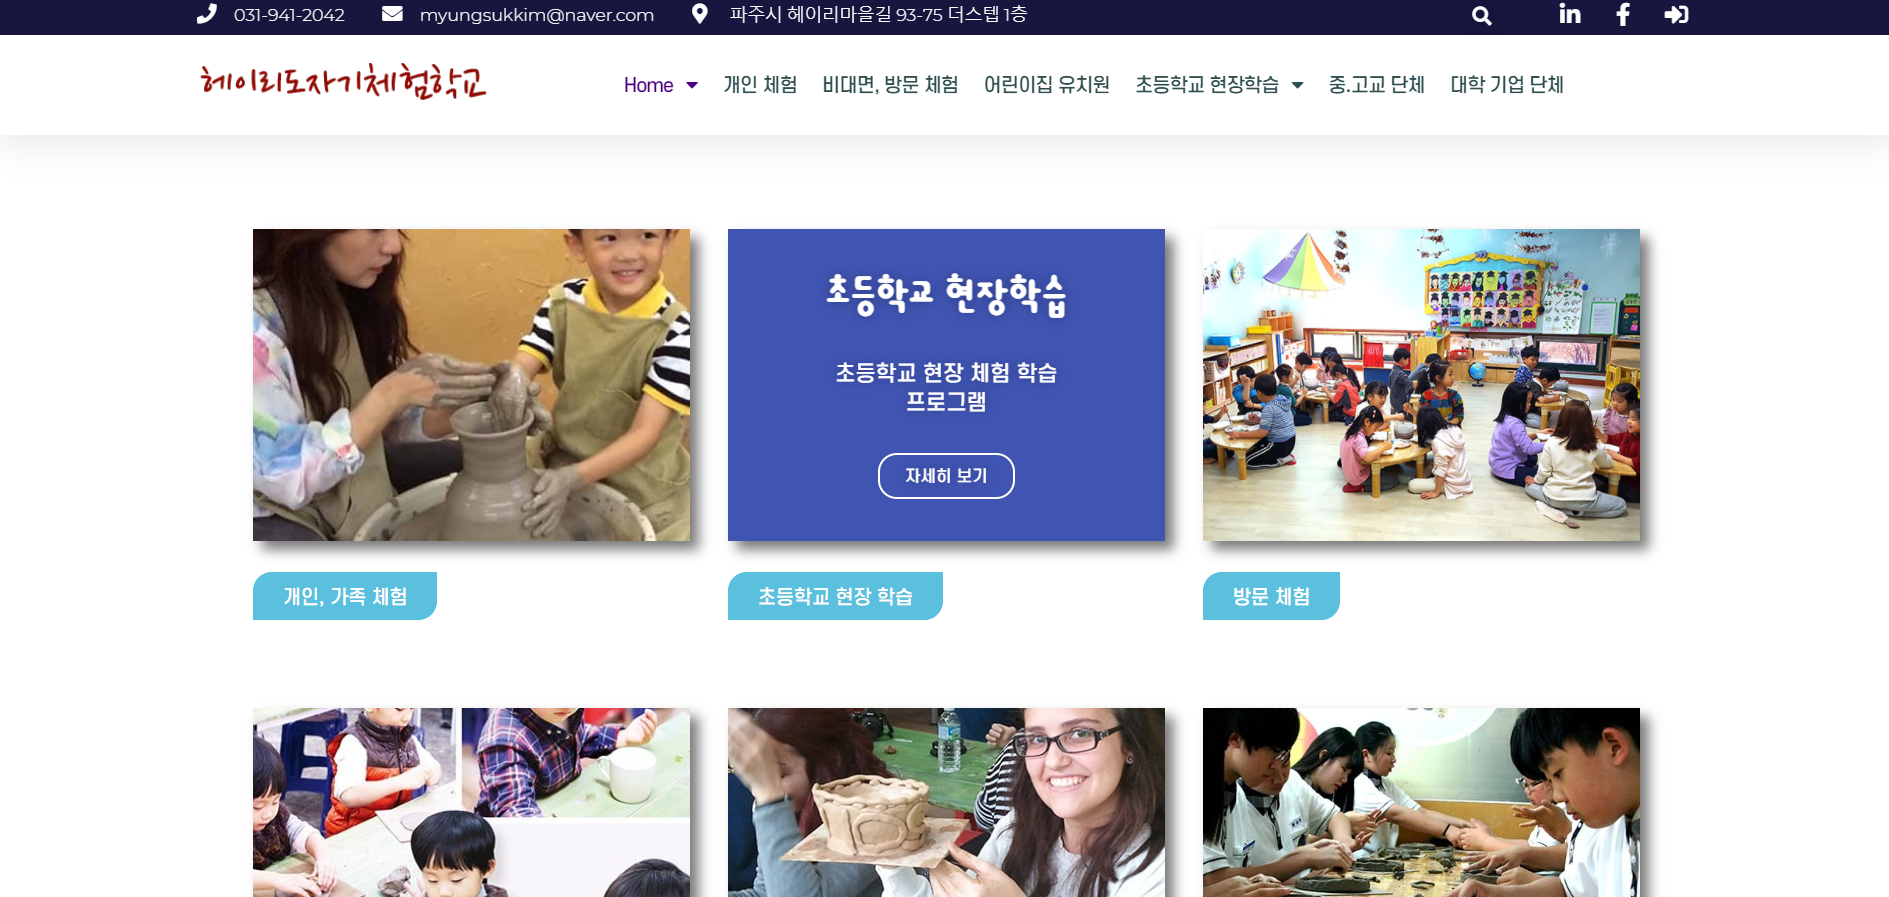 031-941-2042 myungsukkim@naver.com 파주시 헤이리마을길 93-75 더스텝 1층
헤이리도자기체험학교
Home 개인 체험 비대면, 방문 체험 어린이집 유치원 초등학교 현장학습 중.고교 단체 대학 기업 단체
초등학교 현장학습
초등학교 현장 체험 학습
프로그램
자세히 보기
개인, 가족 체험
초등학교 현장 학습
방문 체험